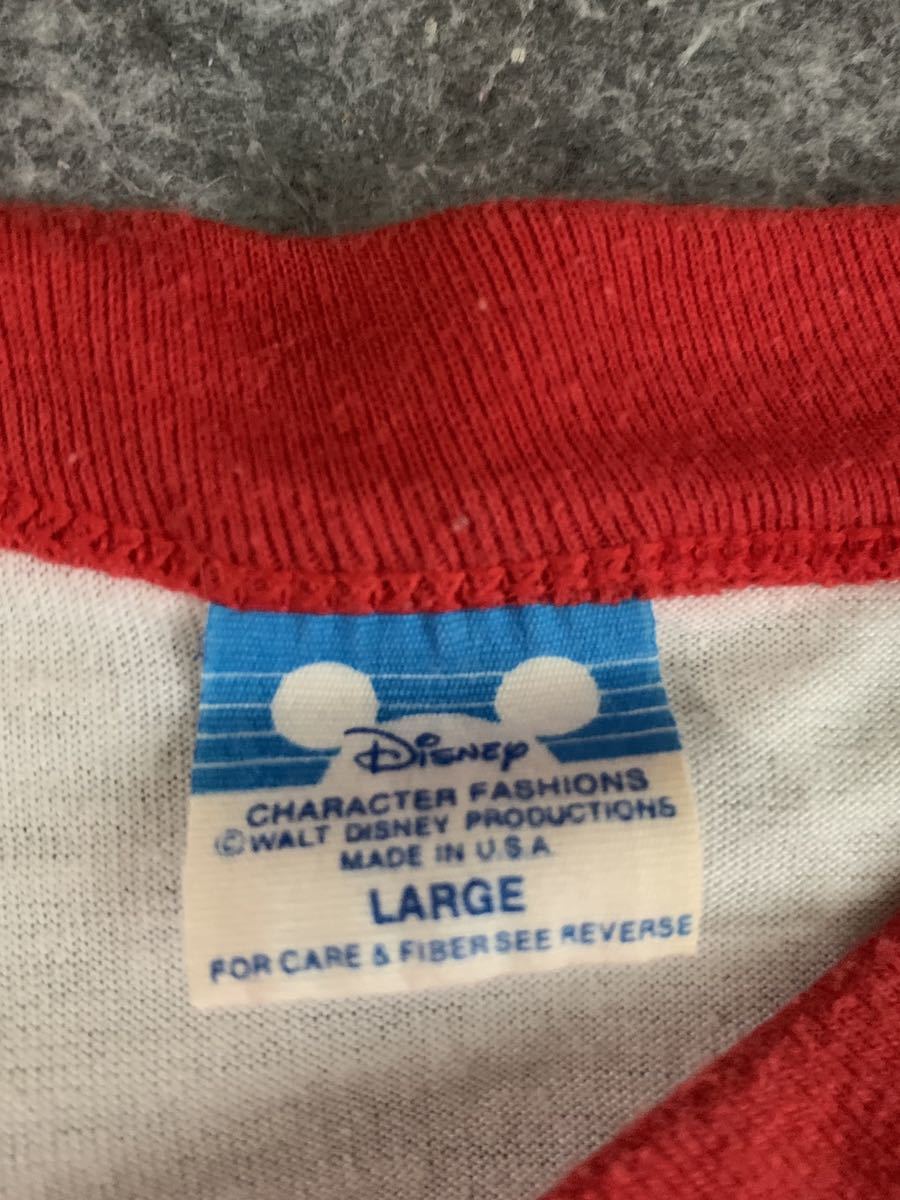 Disney
CHARACTER FASHIONS
©WALT DISNEY PRODUCTIONS
MADE IN U.S.A.
LARGE
FOR CARE & FIBER SEE REVERSE